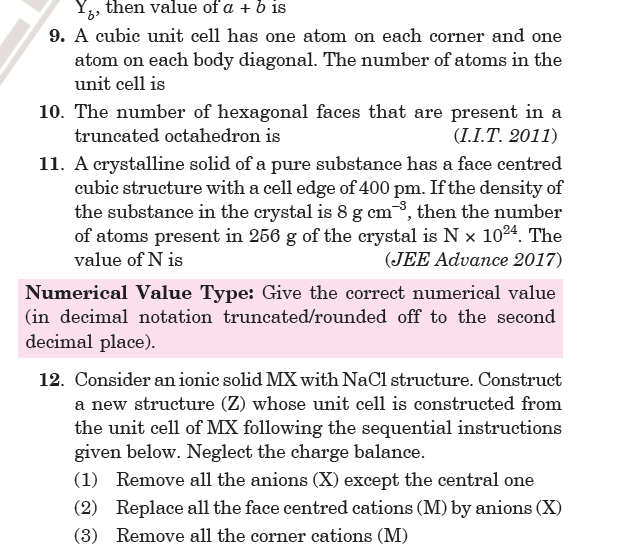 Y_b, then value of a + b is
9. A cubic unit cell has one atom on each corner and one
atom on each body diagonal. The number of atoms in the
unit cell is
10. The number of hexagonal faces that are present in a
truncated octahedron is (I.I.T. 2011)
11. A crystalline solid of a pure substance has a face centred
cubic structure with a cell edge of 400 pm. If the density of
the substance in the crystal is 8 g cm⁻³, then the number
of atoms present in 256 g of the crystal is N × 10²⁴. The
value of N is (JEE Advance 2017)
Numerical Value Type: Give the correct numerical value
(in decimal notation truncated/rounded off to the second
decimal place).
12. Consider an ionic solid MX with NaCl structure. Construct
a new structure (Z) whose unit cell is constructed from
the unit cell of MX following the sequential instructions
given below. Neglect the charge balance.
(1) Remove all the anions (X) except the central one
(2) Replace all the face centred cations (M) by anions (X)
(3) Remove all the corner cations (M)